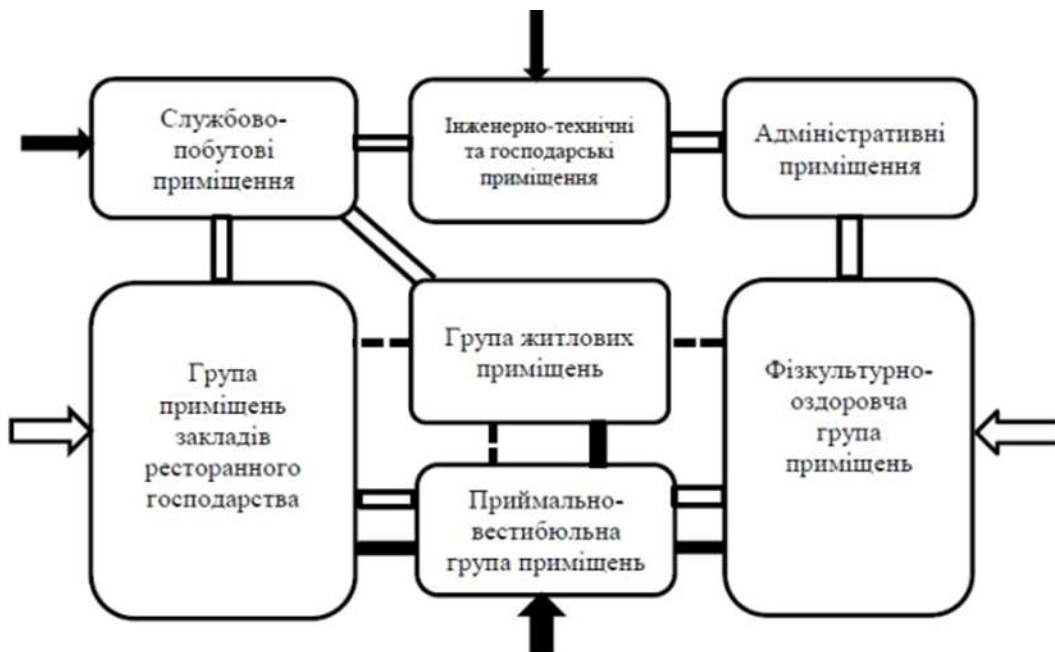 Службово-
побутові
приміщення
Інженерно-технічні
та господарські
приміщення
Адміністративні
приміщення
Група
приміщень
закладів
ресторанного
господарства
Група житлових
приміщень
Фізкультурно-
оздоровча
група
приміщень
Приймально-
вестибюльна
група приміщень